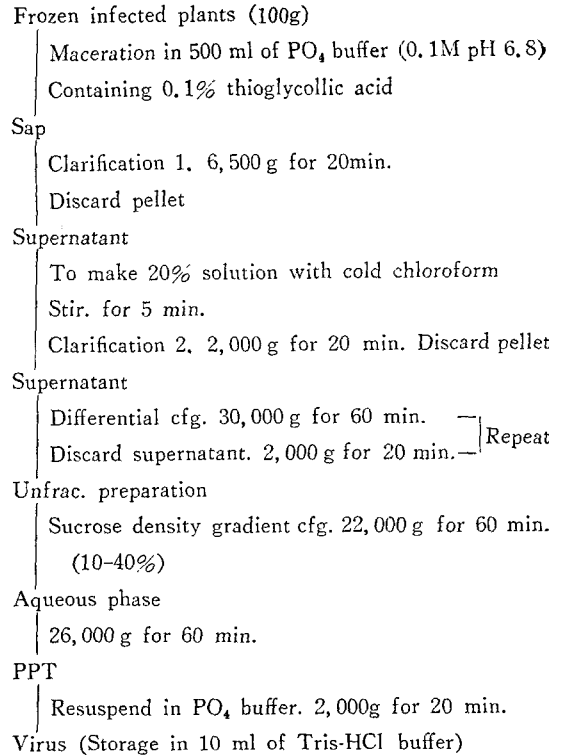 Frozen infected plants (100g)
Maceration in 500 ml of PO₄ buffer (0.1M pH 6.8)
Containing 0.1% thioglycollic acid
Sap
Clarification 1. 6,500 g for 20min.
Discard pellet
Supernatant
To make 20% solution with cold chloroform
Stir. for 5 min.
Clarification 2. 2,000 g for 20 min. Discard pellet
Supernatant
Differential cfg. 30,000 g for 60 min.
Repeat
Discard supernatant. 2,000 g for 20 min.
Unfrac. preparation
Sucrose density gradient cfg. 22,000 g for 60 min.
(10-40%)
Aqueous phase
26,000 g for 60 min.
PPT
Resuspend in PO₄ buffer. 2,000g for 20 min.
Virus (Storage in 10 ml of Tris-HCl buffer)